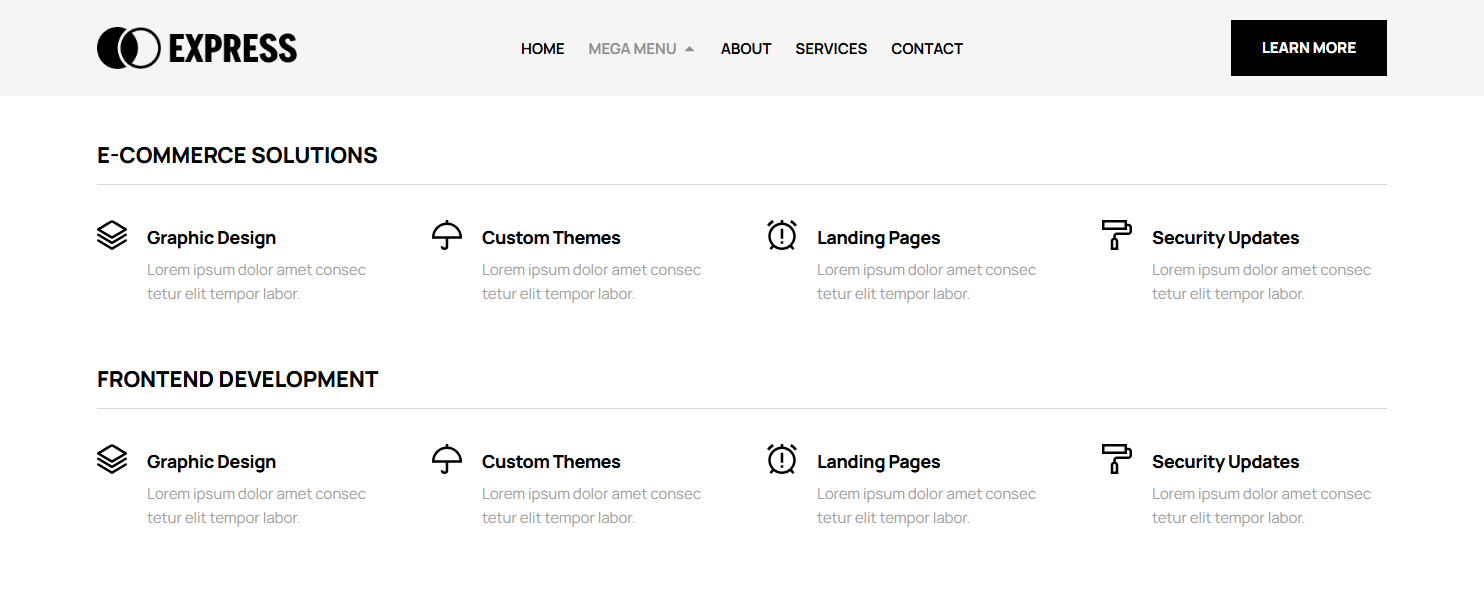 EXPRESS
HOME MEGA MENU ABOUT SERVICES CONTACT
LEARN MORE
E-COMMERCE SOLUTIONS
Graphic Design
Lorem ipsum dolor amet consec
tetur elit tempor labor.
Custom Themes
Lorem ipsum dolor amet consec
tetur elit tempor labor.
Landing Pages
Lorem ipsum dolor amet consec
tetur elit tempor labor.
Security Updates
Lorem ipsum dolor amet consec
tetur elit tempor labor.
FRONTEND DEVELOPMENT
Graphic Design
Lorem ipsum dolor amet consec
tetur elit tempor labor.
Custom Themes
Lorem ipsum dolor amet consec
tetur elit tempor labor.
Landing Pages
Lorem ipsum dolor amet consec
tetur elit tempor labor.
Security Updates
Lorem ipsum dolor amet consec
tetur elit tempor labor.